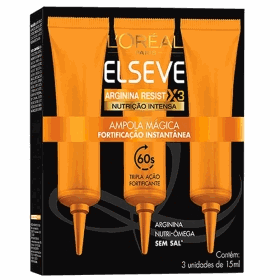 L'ORÉAL
PARIS
ELSEVE
ARGININA RESIST X3
NUTRIÇÃO INTENSA
AMPOLA MÁGICA
FORTIFICAÇÃO INSTANTÂNEA
60s
TRIPLA AÇÃO
FORTIFICANTE
ARGININA
NUTRI-ÔMEGA
SEM SAL*
Contém:
3 unidades de 15ml